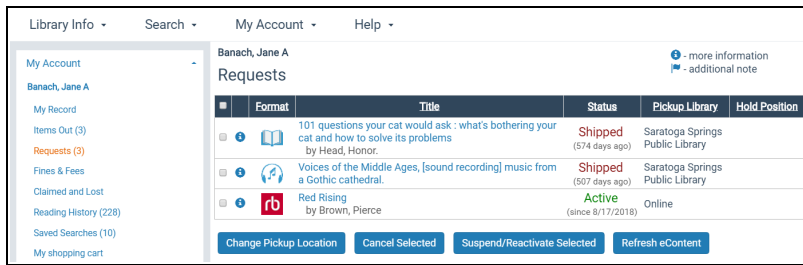 Library Info Search My Account Help
My Account
Banach, Jane A
My Record
Items Out (3)
Requests (3)
Fines & Fees
Claimed and Lost
Reading History (228)
Saved Searches (10)
My shopping cart
Banach, Jane A
Requests
- more information
- additional note
Format Title Status Pickup Library Hold Position
101 questions your cat would ask : what's bothering your
cat and how to solve its problems
by Head, Honor.
Shipped
(574 days ago)
Saratoga Springs
Public Library
Voices of the Middle Ages, [sound recording] music from
a Gothic cathedral.
Shipped
(507 days ago)
Saratoga Springs
Public Library
rb
Red Rising
by Brown, Pierce
Active
(since 8/17/2018)
Online
Change Pickup Location Cancel Selected Suspend/Reactivate Selected Refresh eContent